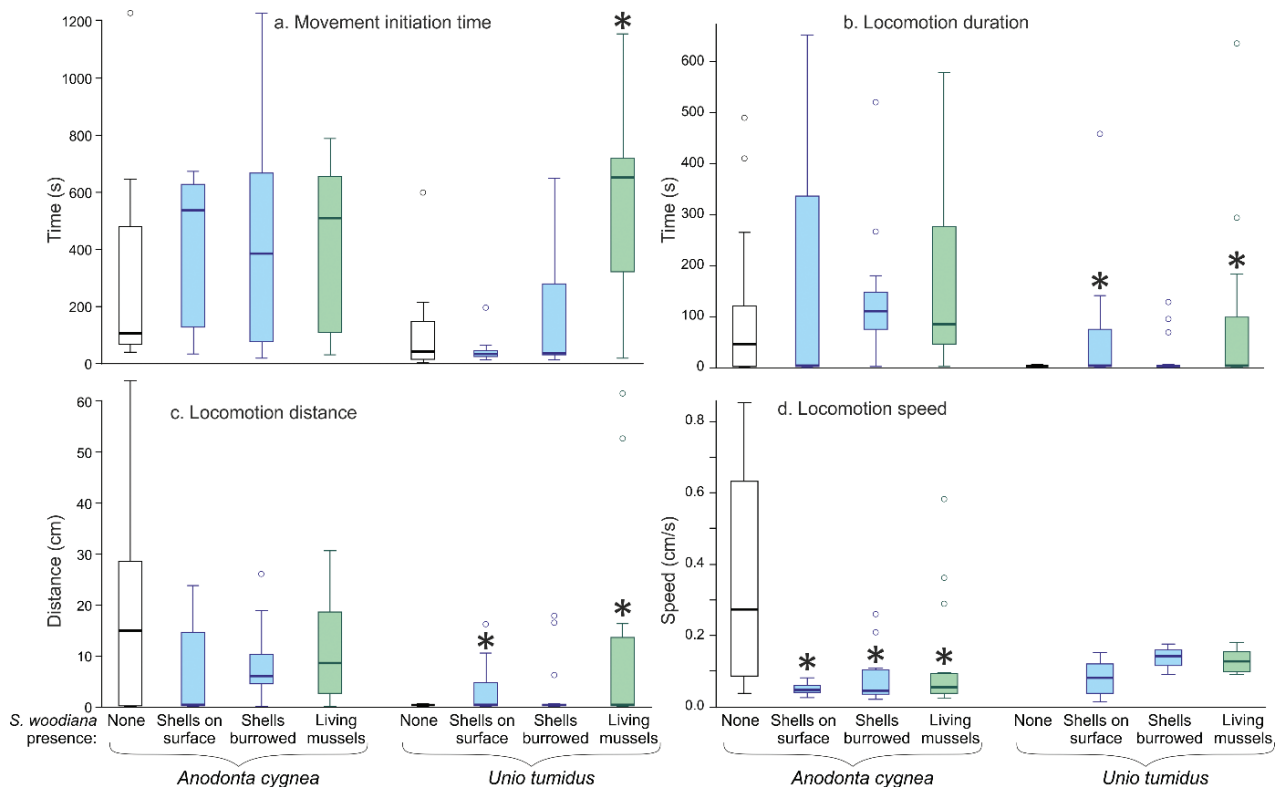 a. Movement initiation time
*
1200
1000
800
600
400
200
0
Time (s)
b. Locomotion duration
600
500
400
300
200
100
0
Time (s)
*
*
c. Locomotion distance
60
50
40
30
20
10
0
Distance (cm)
*
*
d. Locomotion speed
0.8
0.6
0.4
0.2
0.0
Speed (cm/s)
*
*
*
S. woodiana
presence:
None
Shells on
surface
Shells
burrowed
Living
mussels
None
Shells on
surface
Shells
burrowed
Living
mussels
Anodonta cygnea
Unio tumidus
None
Shells on
surface
Shells
burrowed
Living
mussels
None
Shells on
surface
Shells
burrowed
Living
mussels
Anodonta cygnea
Unio tumidus